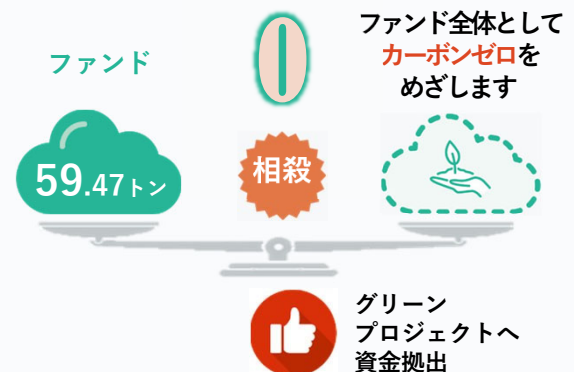 ファンド
ファンド全体として
カーボンゼロを
めざします
59.47トン
相殺
グリーン
プロジェクトへ
資金拠出